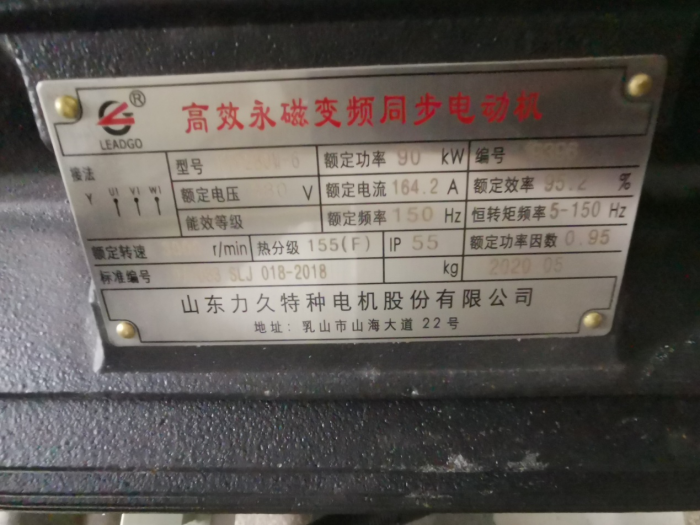 LEADGO ® 高效永磁变频同步电动机
接法 Y U1 V1 W1
型号 额定功率 90 kW 编号
额定电压 V 额定电流 164.2 A 额定效率 95.2 %
能效等级 额定频率 150 Hz 恒转矩频率 5-150 Hz
额定转速 r/min 热分级 155(F) IP 55 额定功率因数 0.95
标准编号 SLJ 018-2018 kg 2020 05
山东力久特种电机股份有限公司
地址: 乳山市山海大道 22号